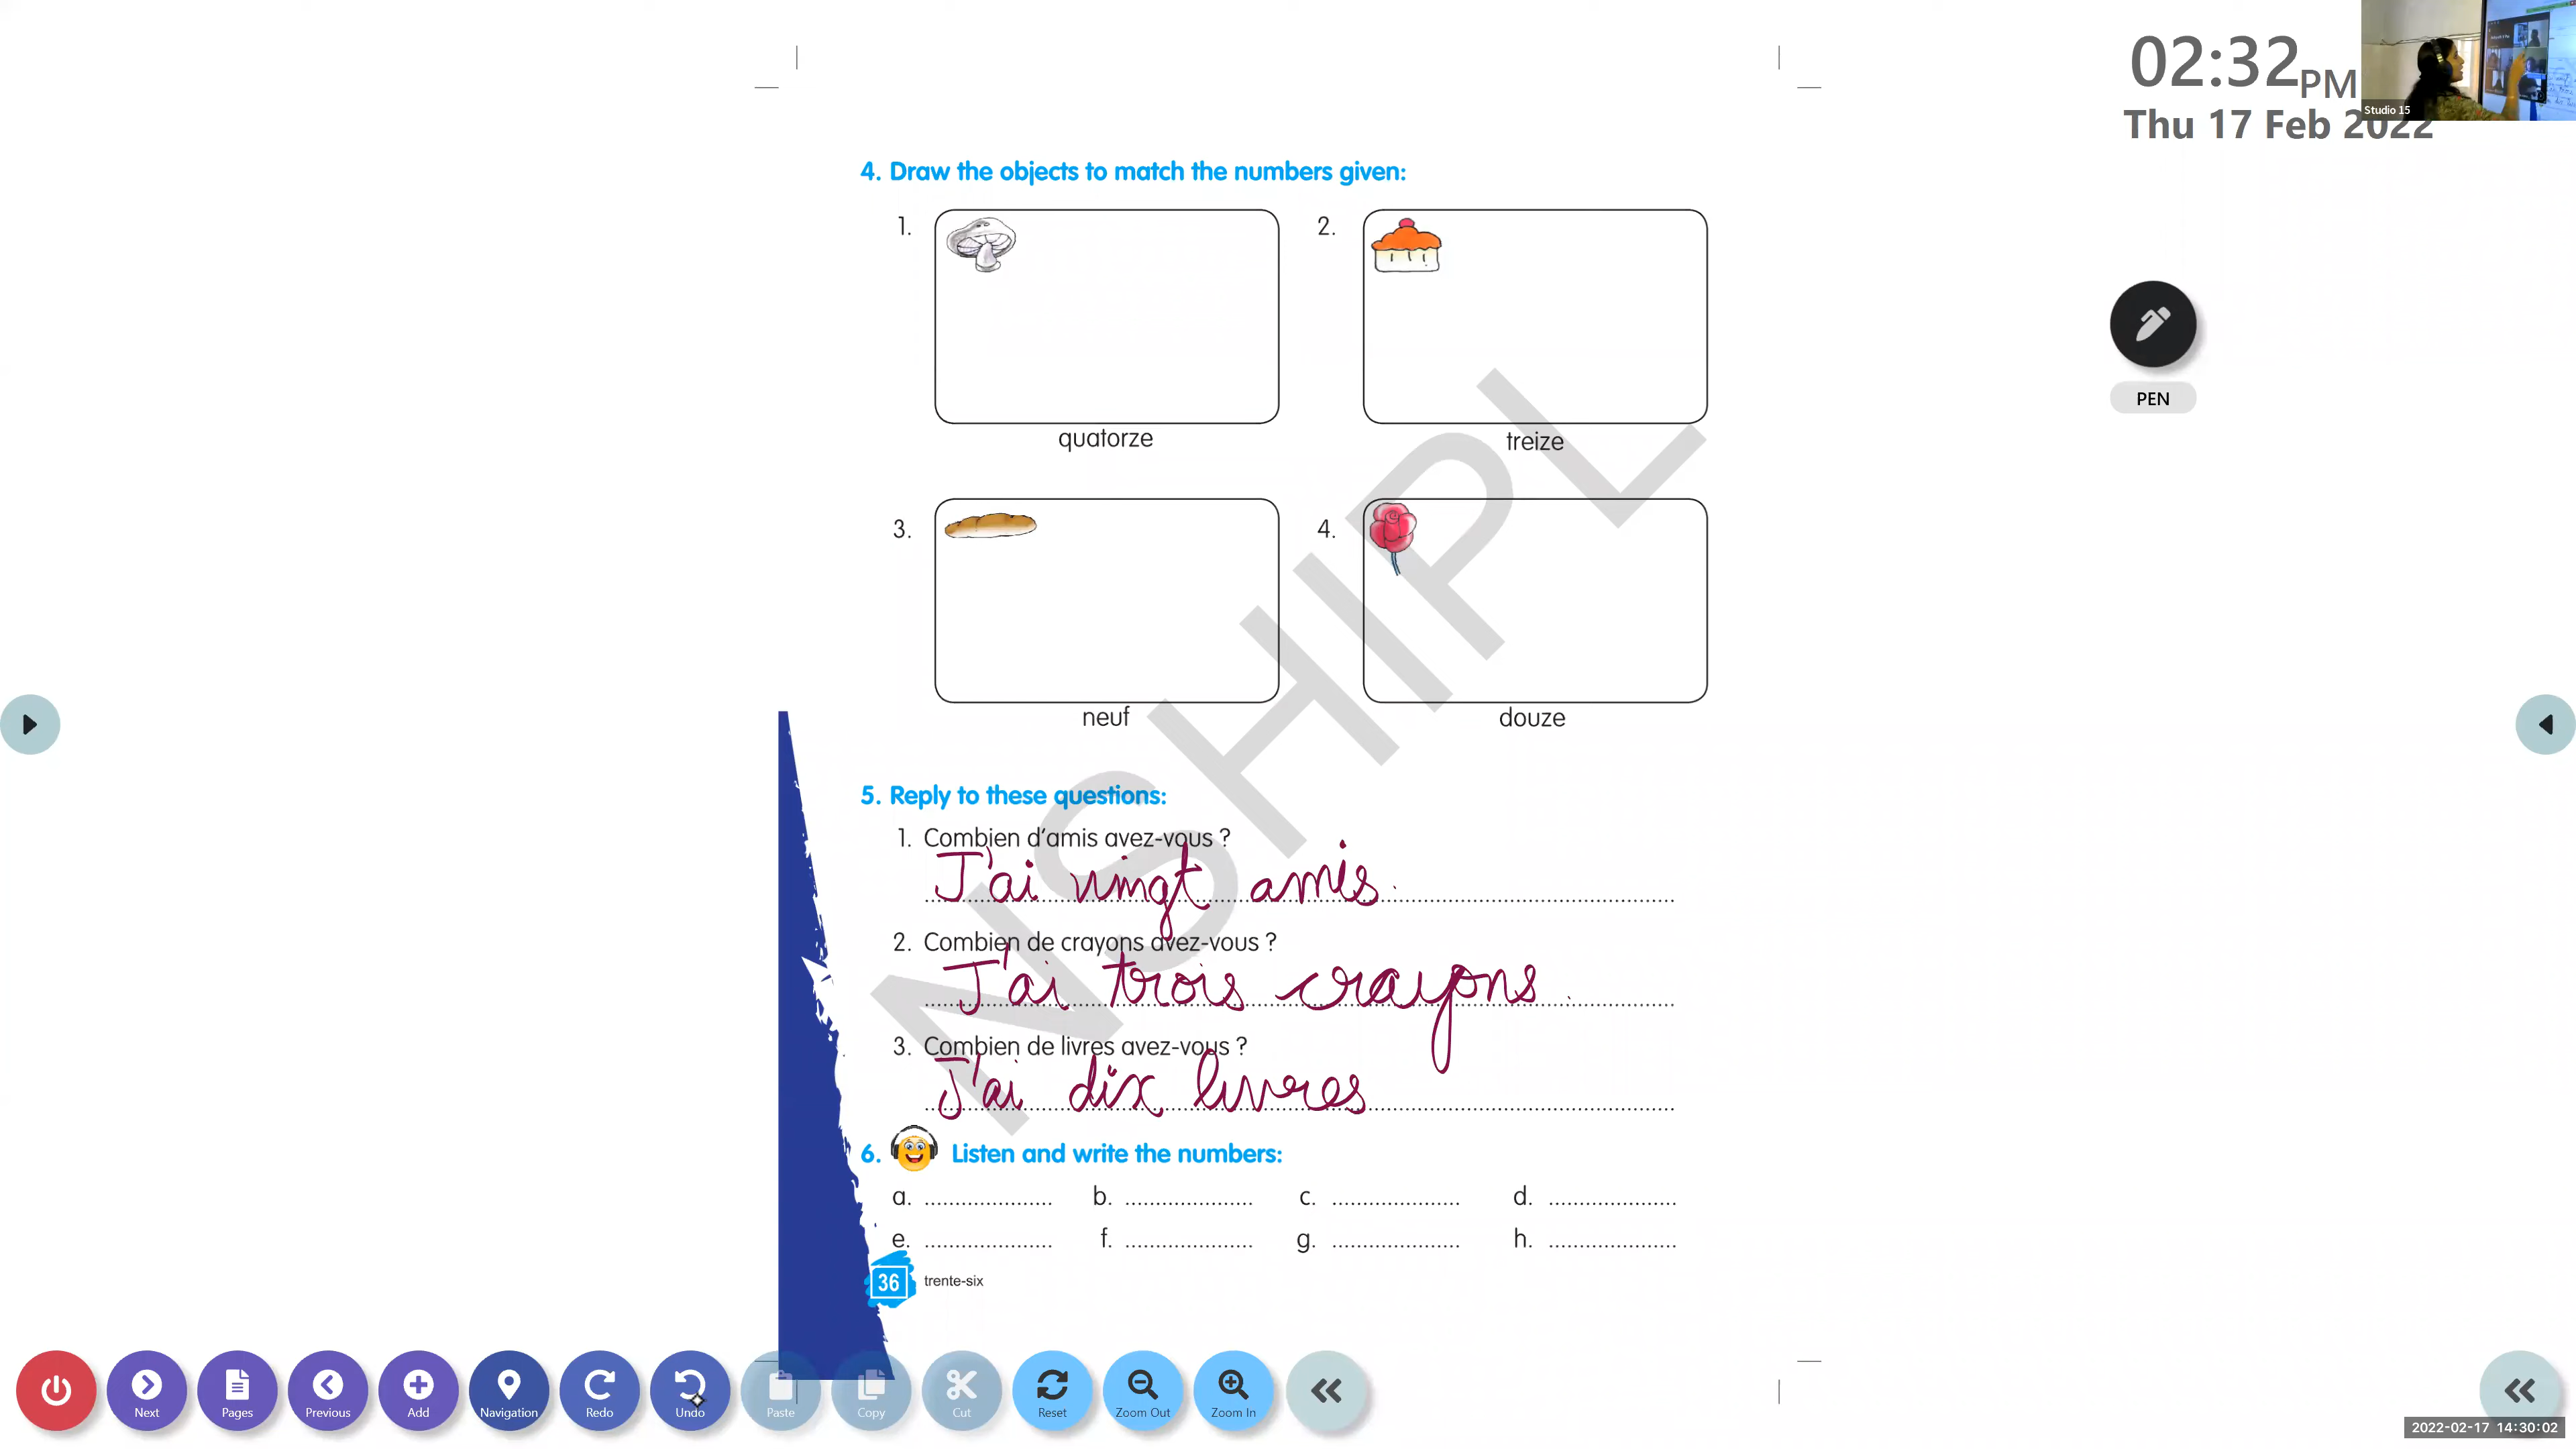 02:32 PM
Thu 17 Feb 2022
Studio 15
4. Draw the objects to match the numbers given:
1.
2.
quatorze
treize
PEN
3.
4.
neuf
douze
NSHIPL
5. Reply to these questions:
1. Combien d'amis avez-vous ?
J'ai vingt amis.
2. Combien de crayons avez-vous ?
J'ai trois crayons.
3. Combien de livres avez-vous ?
J'ai dix livres
6. Listen and write the numbers:
a. ..................... b. ..................... c. ..................... d. .....................
e. ..................... f. ..................... g. ..................... h. .....................
36 trente-six
Next Pages Previous Add Navigation Redo Undo Paste Copy Cut Reset Zoom Out Zoom In
2022-02-17 14:30:02